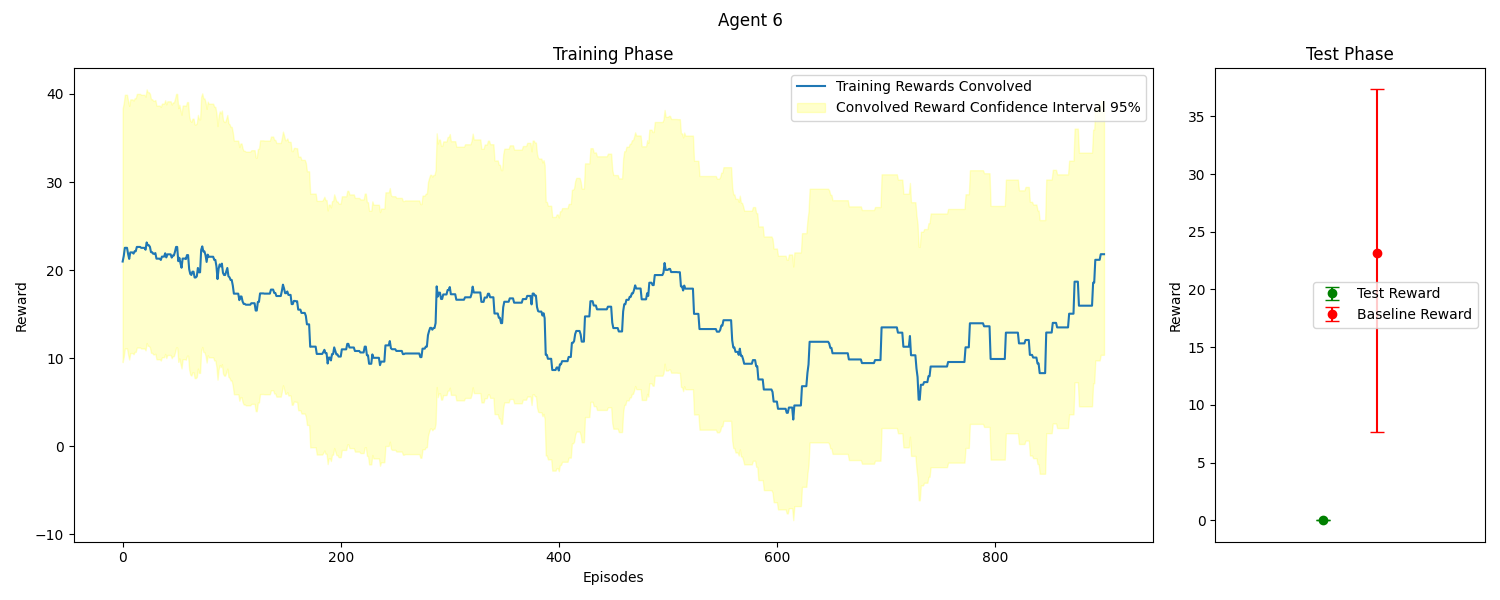 Agent 6
Training Phase
Training Rewards Convolved
Convolved Reward Confidence Interval 95%
Reward
40
30
20
10
0
−10
0
200
400
600
800
Episodes
Test Phase
Reward
35
30
25
20
15
10
5
0
Test Reward
Baseline Reward